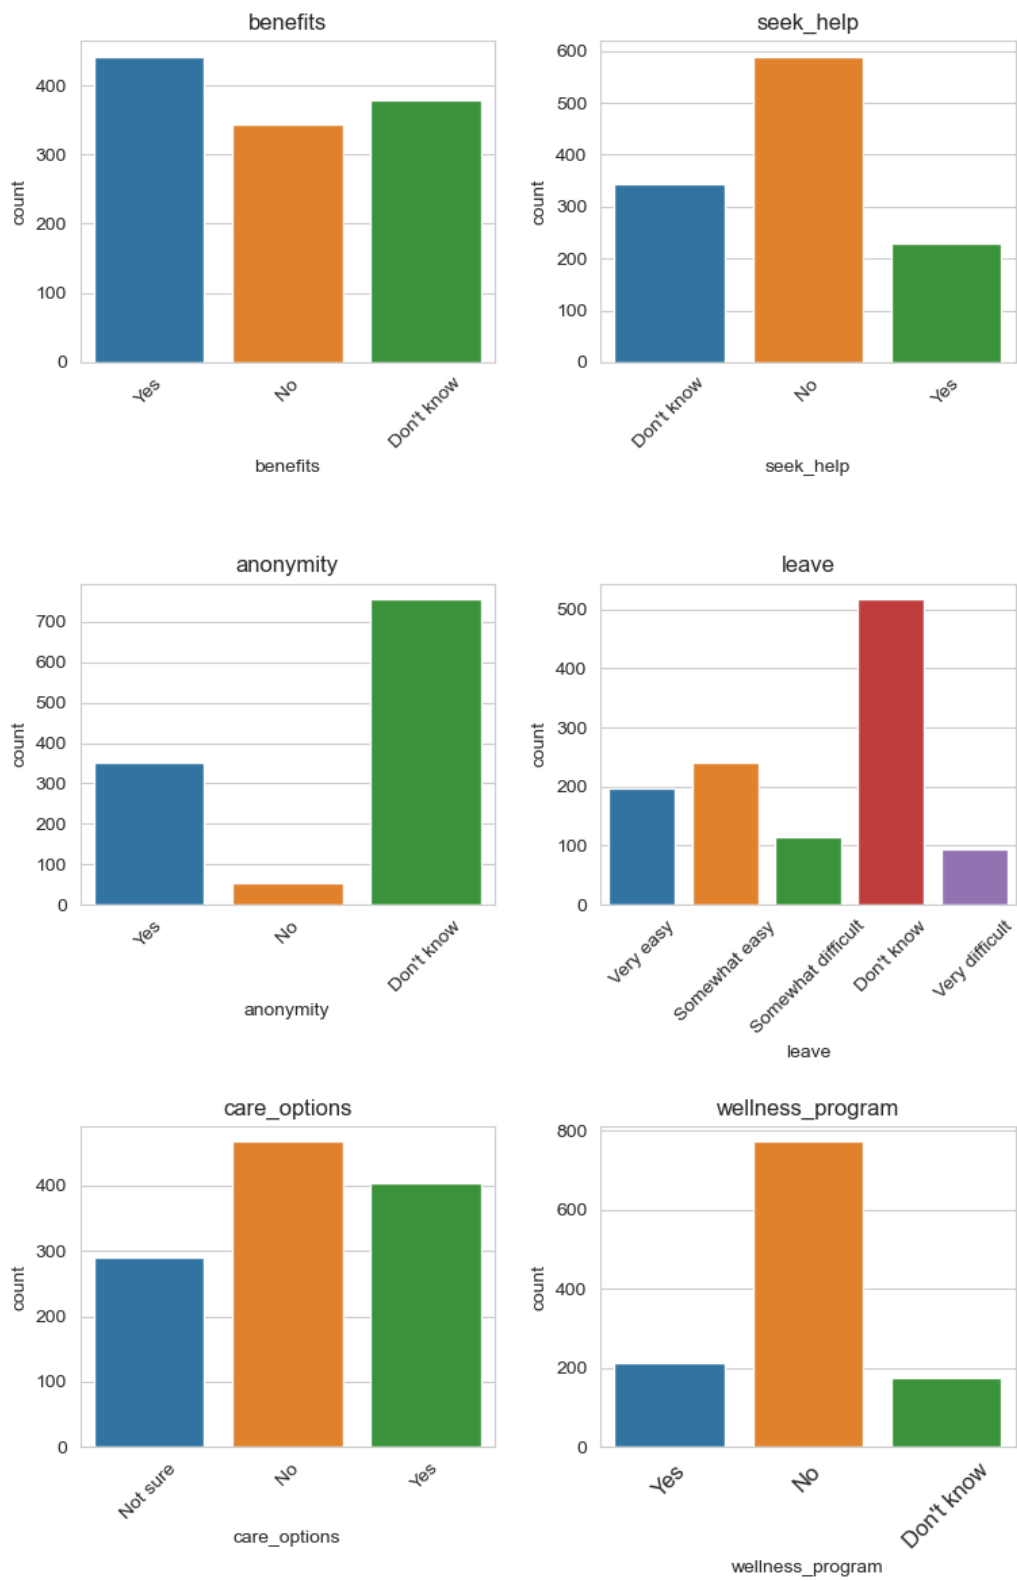 benefits
400
300
200
100
0
count
Yes
No
Don't know
benefits
seek_help
600
500
400
300
200
100
0
count
Don't know
No
Yes
seek_help
anonymity
700
600
500
400
300
200
100
0
count
Yes
No
Don't know
anonymity
leave
500
400
300
200
100
0
count
Very easy
Somewhat easy
Somewhat difficult
Don't know
Very difficult
leave
care_options
400
300
200
100
0
count
Not sure
No
Yes
care_options
wellness_program
800
600
400
200
0
count
Yes
No
Don't know
wellness_program